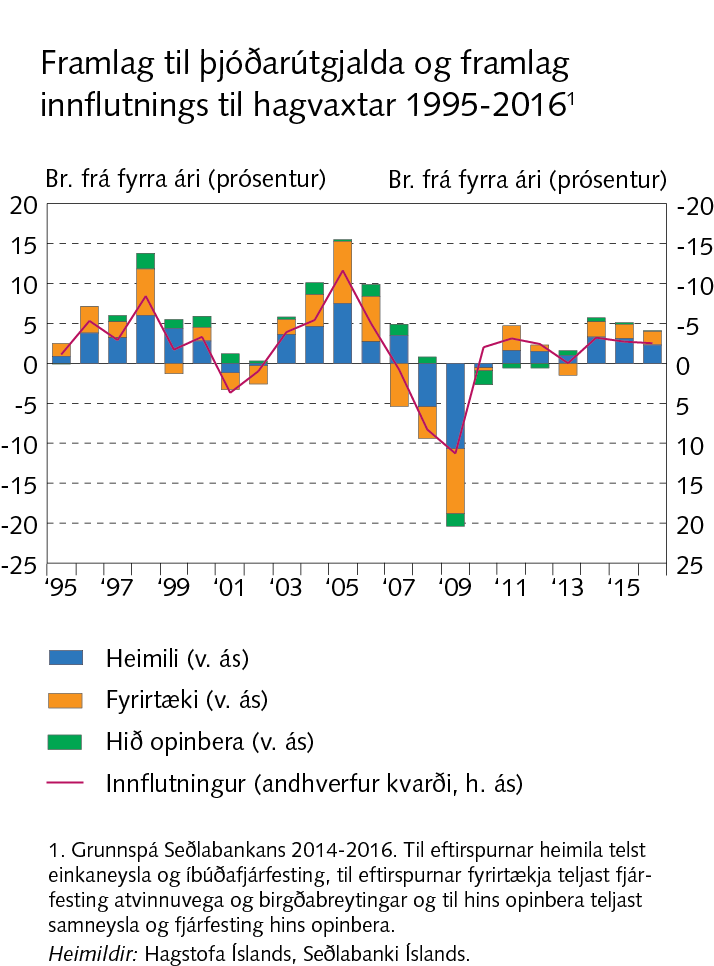 Framlag til þjóðarútgjalda og framlag
innflutnings til hagvaxtar 1995-2016¹
Br. frá fyrra ári (prósentur) Br. frá fyrra ári (prósentur)
20 -20
15 -15
10 -10
5 -5
0 0
-5 5
-10 10
-15 15
-20 20
-25 25
‘95 ‘97 ‘99 ‘01 ‘03 ‘05 ‘07 ‘09 ‘11 ‘13 ‘15
Heimili (v. ás)
Fyrirtæki (v. ás)
Hið opinbera (v. ás)
Innflutningur (andhverfur kvarði, h. ás)
1. Grunnspá Seðlabankans 2014-2016. Til eftirspurnar heimila telst
einkaneysla og íbúðafjárfesting, til eftirspurnar fyrirtækja teljast fjár-
festing atvinnuvega og birgðabreytingar og til hins opinbera teljast
samneysla og fjárfesting hins opinbera.
Heimildir: Hagstofa Íslands, Seðlabanki Íslands.